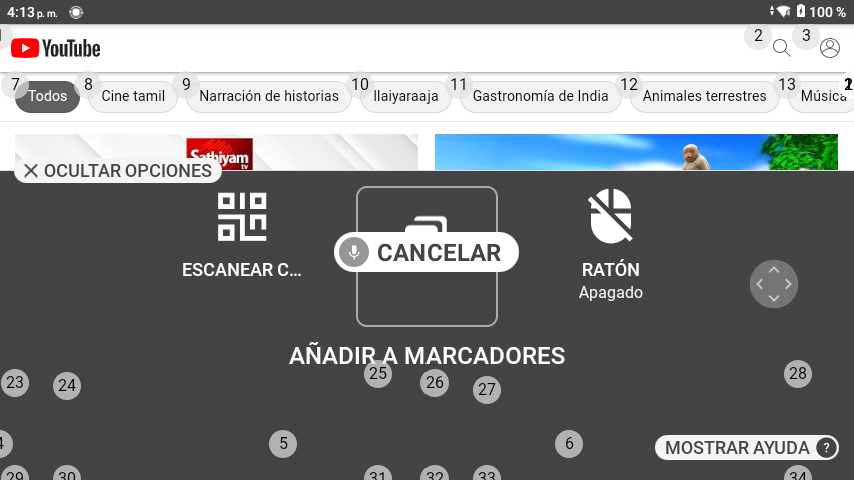 4:13 p. m. 100 %
1 YouTube 2 3
7 Todos 8 Cine tamil 9 Narración de historias 10 Ilaiyaraaja 11 Gastronomía de India 12 Animales terrestres 13 Música
Sathiyam
tv
OCULTAR OPCIONES
CANCELAR
ESCANEAR C... RATÓN
Apagado
AÑADIR A MARCADORES
23 24 25 26 27 28
4 5 6
MOSTRAR AYUDA ?
29 30 31 32 33 34